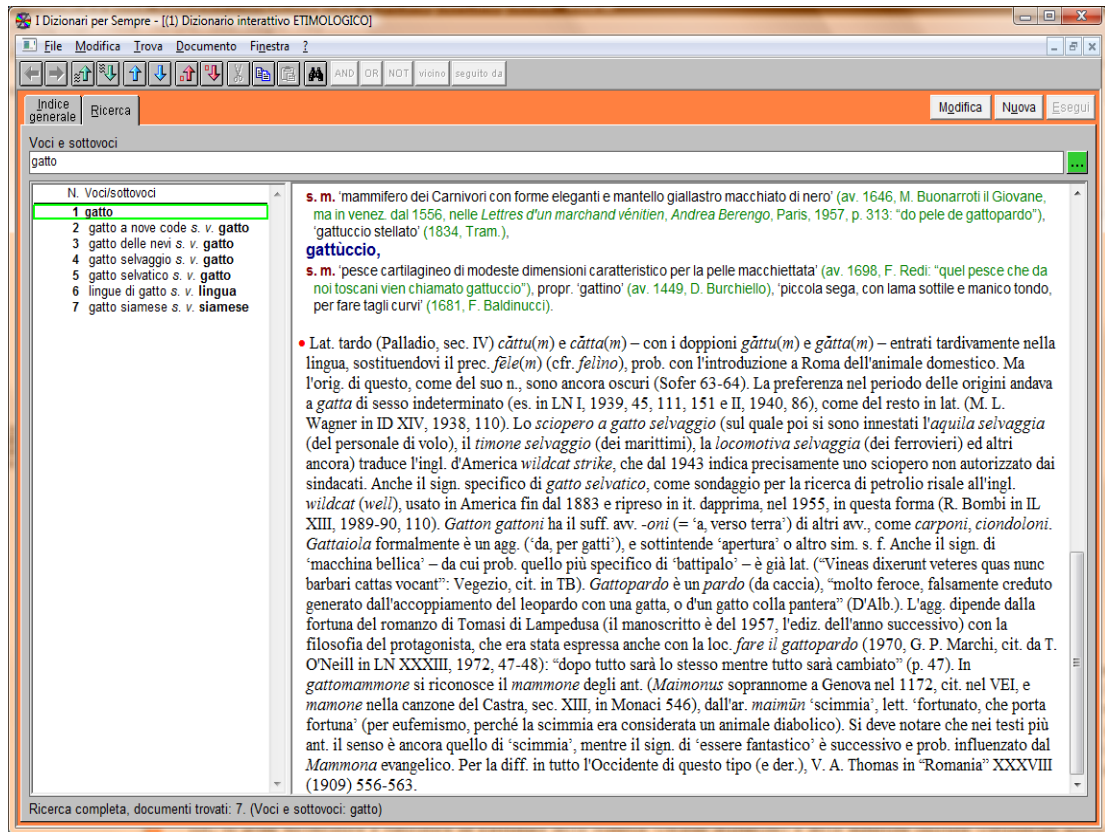 I Dizionari per Sempre - [(1) Dizionario interattivo ETIMOLOGICO]
File Modifica Trova Documento Finestra ?
AND OR NOT vicino seguito da
Indice generale Ricerca Modifica Nuova Esegui
Voci e sottovoci
gatto
...
N. Voci/sottovoci
1 gatto
2 gatto a nove code s. v. gatto
3 gatto delle nevi s. v. gatto
4 gatto selvaggio s. v. gatto
5 gatto selvatico s. v. gatto
6 lingue di gatto s. v. lingua
7 gatto siamese s. v. siamese
s. m. ‘mammifero dei Carnivori con forme eleganti e mantello giallastro macchiato di nero’ (av. 1646, M. Buonarroti il Giovane,
ma in venez. dal 1556, nelle Lettres d'un marchand vénitien, Andrea Berengo, Paris, 1957, p. 313: “do pele de gattopardo”),
‘gattuccio stellato’ (1834, Tram.),
gattùccio,
s. m. ‘pesce cartilagineo di modeste dimensioni caratteristico per la pelle macchiettata’ (av. 1698, F. Redi: “quel pesce che da
noi toscani vien chiamato gattuccio”), propr. ‘gattino’ (av. 1449, D. Burchiello), ‘piccola sega, con lama sottile e manico tondo,
per fare tagli curvi’ (1681, F. Baldinucci).
• Lat. tardo (Palladio, sec. IV) căttu(m) e cătta(m) – con i doppioni găttu(m) e gătta(m) – entrati tardivamente nella
lingua, sostituendovi il prec. fēle(m) (cfr. felìno), prob. con l'introduzione a Roma dell'animale domestico. Ma
l'orig. di questo, come del suo n., sono ancora oscuri (Sofer 63-64). La preferenza nel periodo delle origini andava
a gatta di sesso indeterminato (es. in LN I, 1939, 45, 111, 151 e II, 1940, 86), come del resto in lat. (M. L.
Wagner in ID XIV, 1938, 110). Lo sciopero a gatto selvaggio (sul quale poi si sono innestati l'aquila selvaggia
(del personale di volo), il timone selvaggio (dei marittimi), la locomotiva selvaggia (dei ferrovieri) ed altri
ancora) traduce l'ingl. d'America wildcat strike, che dal 1943 indica precisamente uno sciopero non autorizzato dai
sindacati. Anche il sign. specifico di gatto selvatico, come sondaggio per la ricerca di petrolio risale all'ingl.
wildcat (well), usato in America fin dal 1883 e ripreso in it. dapprima, nel 1955, in questa forma (R. Bombi in IL
XIII, 1989-90, 110). Gatton gattoni ha il suff. avv. -oni (= ‘a, verso terra’) di altri avv., come carponi, ciondoloni.
Gattaiola formalmente è un agg. (‘da, per gatti’), e sottintende ‘apertura’ o altro sim. s. f. Anche il sign. di
‘macchina bellica’ – da cui prob. quello più specifico di ‘battipalo’ – è già lat. (“Vineas dixerunt veteres quas nunc
barbari cattas vocant”: Vegezio, cit. in TB). Gattopardo è un pardo (da caccia), “molto feroce, falsamente creduto
generato dall'accoppiamento del leopardo con una gatta, o d'un gatto colla pantera” (D'Alb.). L'agg. dipende dalla
fortuna del romanzo di Tomasi di Lampedusa (il manoscritto è del 1957, l'ediz. dell'anno successivo) con la
filosofia del protagonista, che era stata espressa anche con la loc. fare il gattopardo (1970, G. P. Marchi, cit. da T.
O'Neill in LN XXXIII, 1972, 47-48): “dopo tutto sarà lo stesso mentre tutto sarà cambiato” (p. 47). In
gattomammone si riconosce il mammone degli ant. (Maimonus soprannome a Genova nel 1172, cit. nel VEI, e
mamone nella canzone del Castra, sec. XIII, in Monaci 546), dall'ar. maimūn ‘scimmia’, lett. ‘fortunato, che porta
fortuna’ (per eufemismo, perché la scimmia era considerata un animale diabolico). Si deve notare che nei testi più
ant. il senso è ancora quello di ‘scimmia’, mentre il sign. di ‘essere fantastico’ è successivo e prob. influenzato dal
Mammona evangelico. Per la diff. in tutto l'Occidente di questo tipo (e der.), V. A. Thomas in “Romania” XXXVIII
(1909) 556-563.
Ricerca completa, documenti trovati: 7. (Voci e sottovoci: gatto)